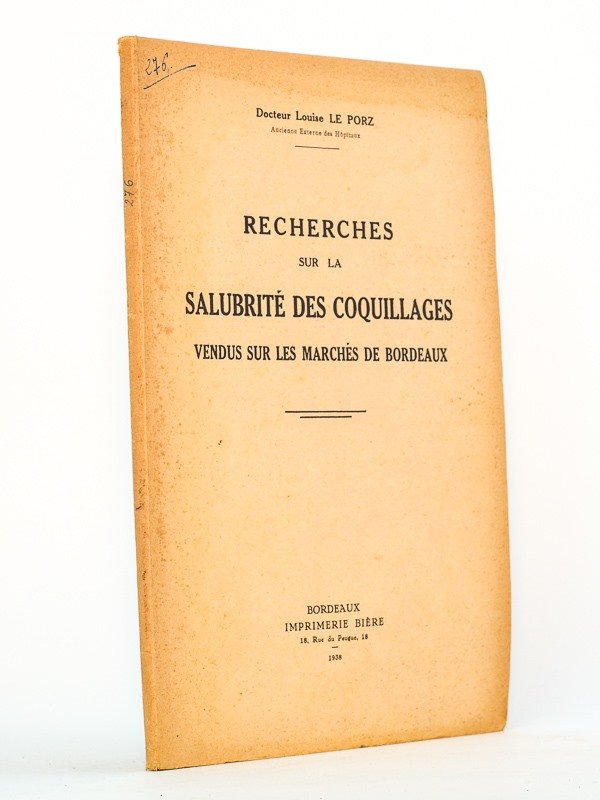 276.
276
Docteur Louise LE PORZ
Ancienne Externe des Hôpitaux
RECHERCHES
SUR LA
SALUBRITÉ DES COQUILLAGES
VENDUS SUR LES MARCHÉS DE BORDEAUX
BORDEAUX
IMPRIMERIE BIÈRE
18, Rue du Peugue, 18
1938